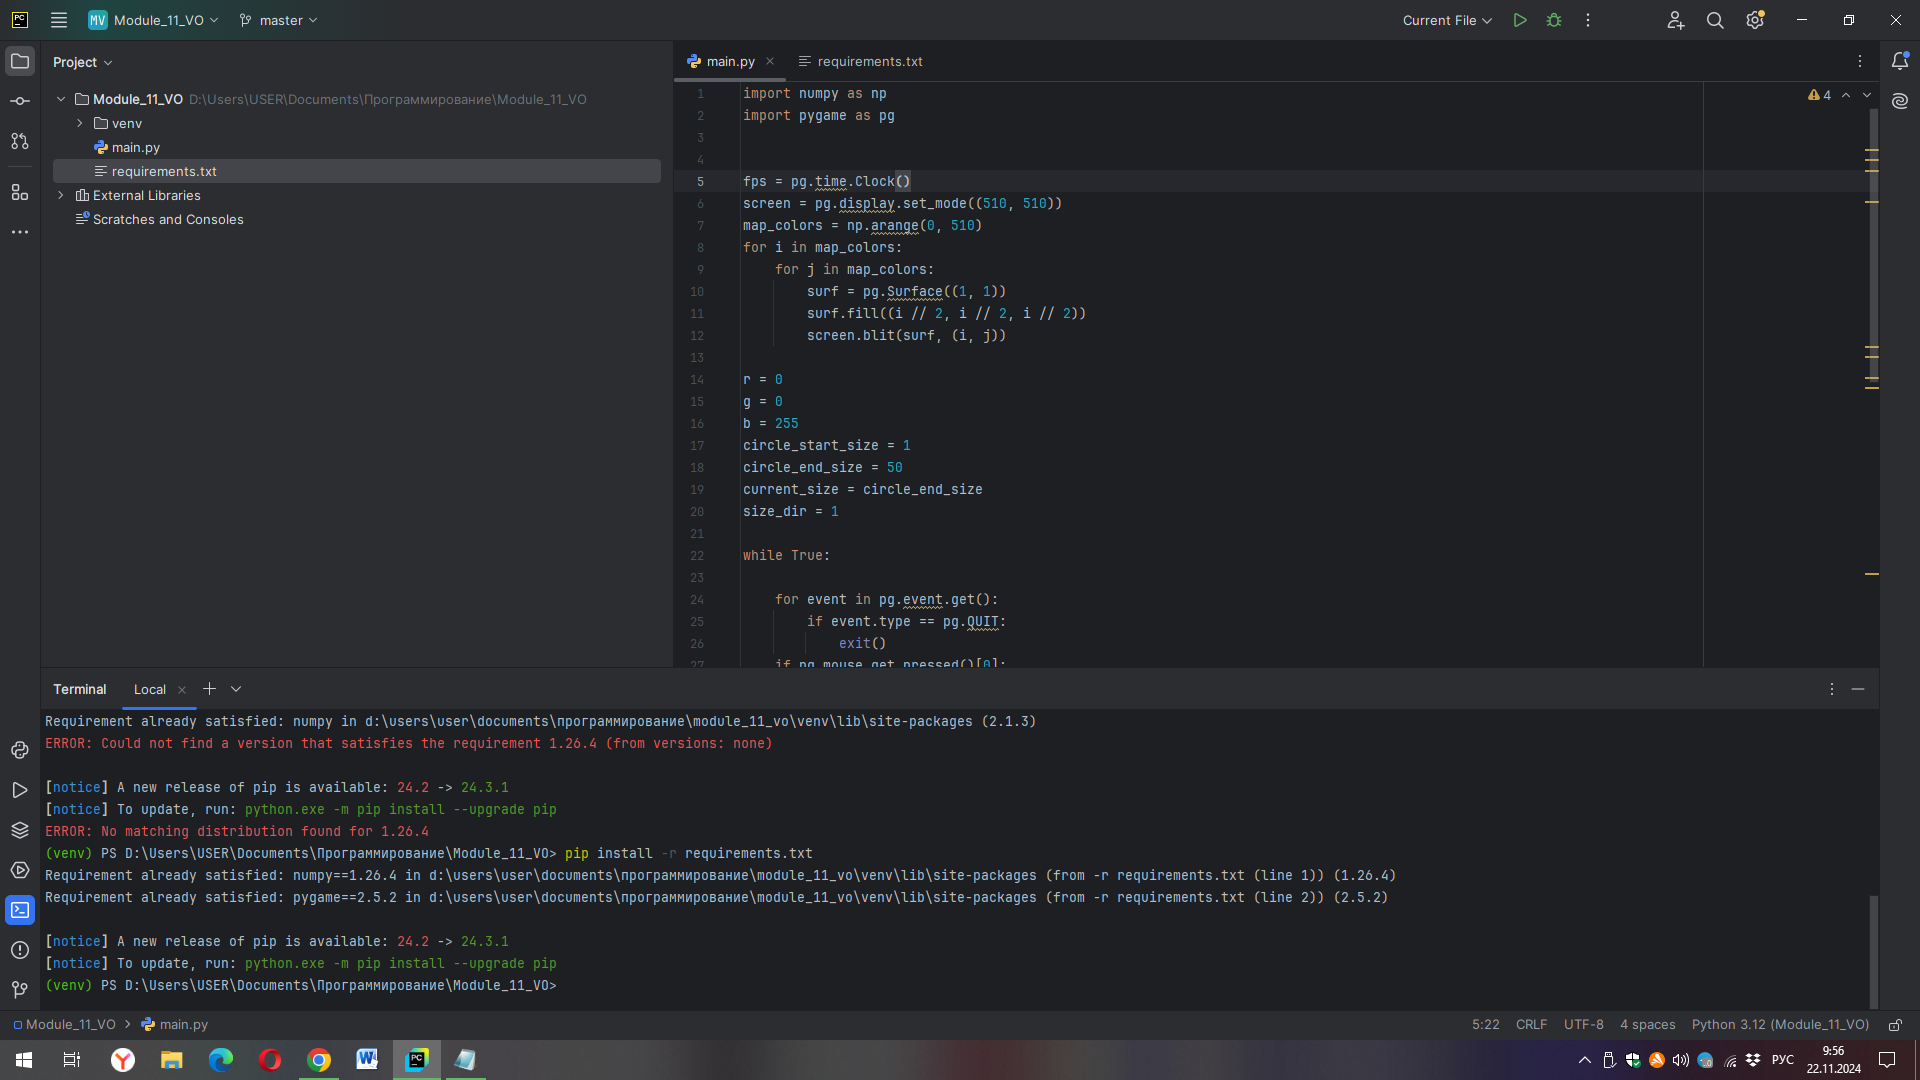 PC
MV Module_11_VO master Current File
Project
Module_11_VO D:\Users\USER\Documents\Программирование\Module_11_VO
venv
main.py
requirements.txt
External Libraries
Scratches and Consoles
main.py requirements.txt
4
1 import numpy as np
2 import pygame as pg
3
4
5 fps = pg.time.Clock()
6 screen = pg.display.set_mode((510, 510))
7 map_colors = np.arange(0, 510)
8 for i in map_colors:
9 for j in map_colors:
10 surf = pg.Surface((1, 1))
11 surf.fill((i // 2, i // 2, i // 2))
12 screen.blit(surf, (i, j))
13
14 r = 0
15 g = 0
16 b = 255
17 circle_start_size = 1
18 circle_end_size = 50
19 current_size = circle_end_size
20 size_dir = 1
21
22 while True:
23
24 for event in pg.event.get():
25 if event.type == pg.QUIT:
26 exit()
27 if pg.mouse.get_pressed()[0]:
Terminal Local
Requirement already satisfied: numpy in d:\users\user\documents\программирование\module_11_vo\venv\lib\site-packages (2.1.3)
ERROR: Could not find a version that satisfies the requirement 1.26.4 (from versions: none)
[notice] A new release of pip is available: 24.2 -> 24.3.1
[notice] To update, run: python.exe -m pip install --upgrade pip
ERROR: No matching distribution found for 1.26.4
(venv) PS D:\Users\USER\Documents\Программирование\Module_11_VO> pip install -r requirements.txt
Requirement already satisfied: numpy==1.26.4 in d:\users\user\documents\программирование\module_11_vo\venv\lib\site-packages (from -r requirements.txt (line 1)) (1.26.4)
Requirement already satisfied: pygame==2.5.2 in d:\users\user\documents\программирование\module_11_vo\venv\lib\site-packages (from -r requirements.txt (line 2)) (2.5.2)
[notice] A new release of pip is available: 24.2 -> 24.3.1
[notice] To update, run: python.exe -m pip install --upgrade pip
(venv) PS D:\Users\USER\Documents\Программирование\Module_11_VO>
Module_11_VO > main.py 5:22 CRLF UTF-8 4 spaces Python 3.12 (Module_11_VO)
РУС
9:56
22.11.2024